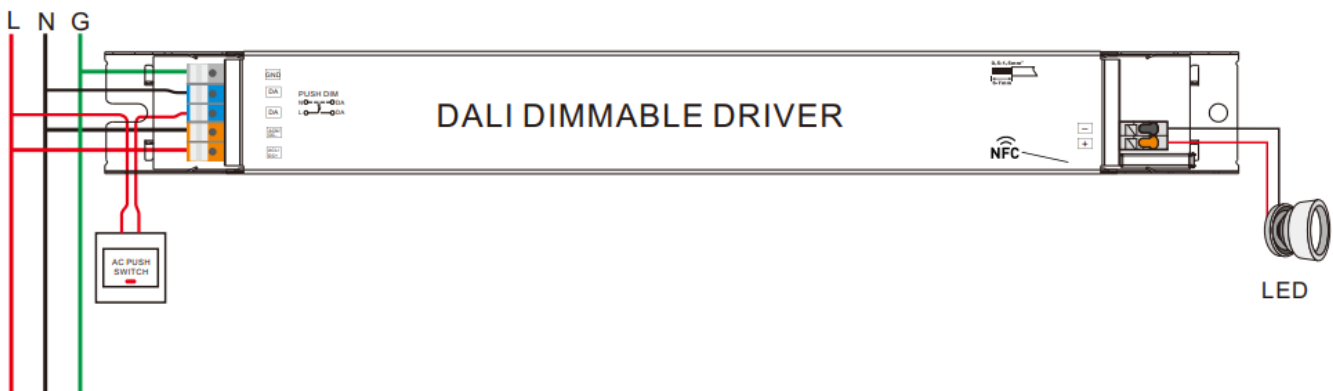 L N G
GND
DA
DA
PUSH DIM
N DA
L DA
DALI DIMMABLE DRIVER
NFC
−
+
AC PUSH
SWITCH
LED